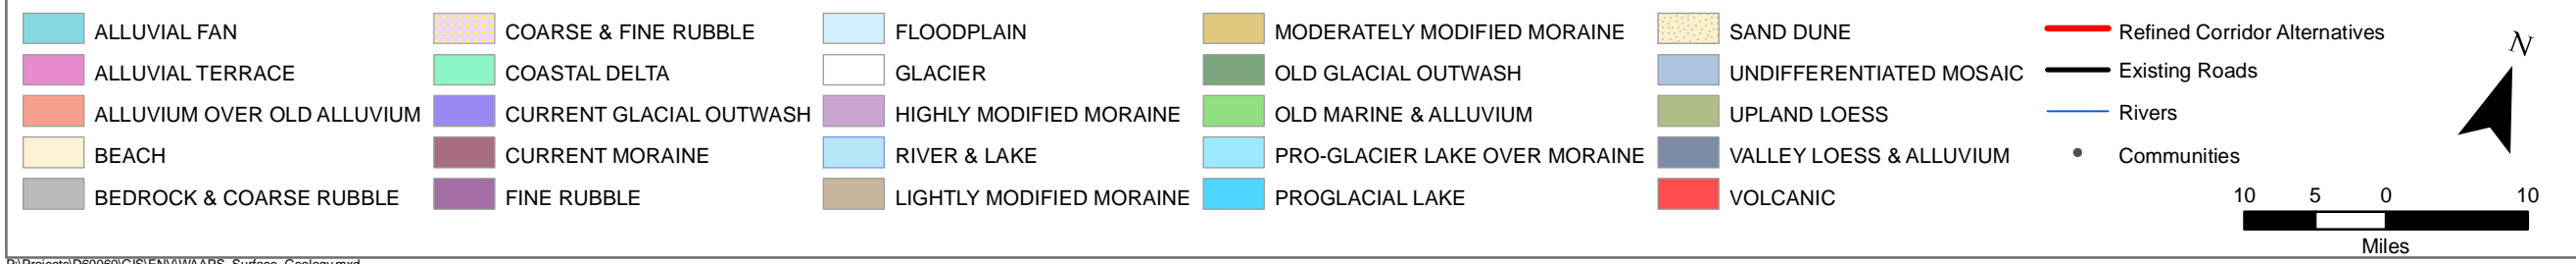 ALLUVIAL FAN
ALLUVIAL TERRACE
ALLUVIUM OVER OLD ALLUVIUM
BEACH
BEDROCK & COARSE RUBBLE
COARSE & FINE RUBBLE
COASTAL DELTA
CURRENT GLACIAL OUTWASH
CURRENT MORAINE
FINE RUBBLE
FLOODPLAIN
GLACIER
HIGHLY MODIFIED MORAINE
RIVER & LAKE
LIGHTLY MODIFIED MORAINE
MODERATELY MODIFIED MORAINE
OLD GLACIAL OUTWASH
OLD MARINE & ALLUVIUM
PRO-GLACIER LAKE OVER MORAINE
PROGLACIAL LAKE
SAND DUNE
UNDIFFERENTIATED MOSAIC
UPLAND LOESS
VALLEY LOESS & ALLUVIUM
VOLCANIC
Refined Corridor Alternatives
Existing Roads
Rivers
Communities
N
10 5 0 10
Miles